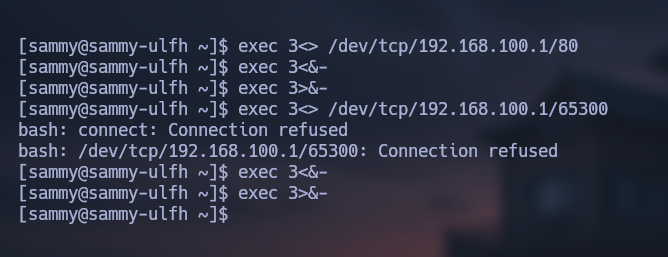 [sammy@sammy-ulfh ~]$ exec 3<> /dev/tcp/192.168.100.1/80
[sammy@sammy-ulfh ~]$ exec 3<&-
[sammy@sammy-ulfh ~]$ exec 3>&-
[sammy@sammy-ulfh ~]$ exec 3<> /dev/tcp/192.168.100.1/65300
bash: connect: Connection refused
bash: /dev/tcp/192.168.100.1/65300: Connection refused
[sammy@sammy-ulfh ~]$ exec 3<&-
[sammy@sammy-ulfh ~]$ exec 3>&-
[sammy@sammy-ulfh ~]$